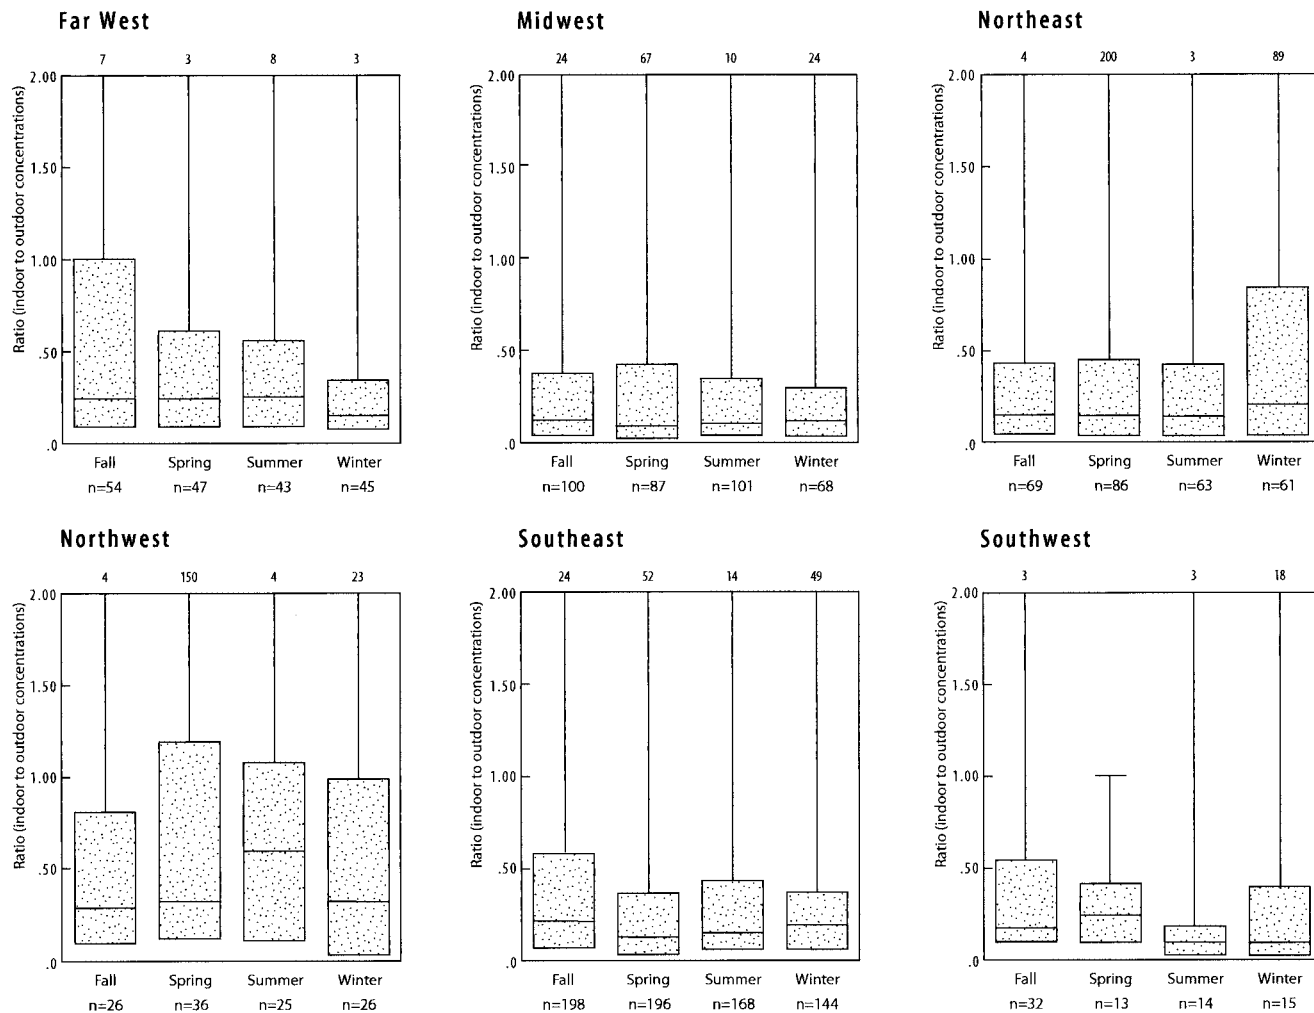 Far West
7 3 8 3
Ratio (indoor to outdoor concentrations)
2.00
1.50
1.00
.50
.0
Fall Spring Summer Winter
n=54 n=47 n=43 n=45
Midwest
24 67 10 24
Ratio (indoor to outdoor concentrations)
2.00
1.50
1.00
.50
.0
Fall Spring Summer Winter
n=100 n=87 n=101 n=68
Northeast
4 200 3 89
Ratio (indoor to outdoor concentrations)
2.00
1.50
1.00
.50
.0
Fall Spring Summer Winter
n=69 n=86 n=63 n=61
Northwest
4 150 4 23
Ratio (indoor to outdoor concentrations)
2.00
1.50
1.00
.50
.0
Fall Spring Summer Winter
n=26 n=36 n=25 n=26
Southeast
24 52 14 49
Ratio (indoor to outdoor concentrations)
2.00
1.50
1.00
.50
.0
Fall Spring Summer Winter
n=198 n=196 n=168 n=144
Southwest
3 3 18
Ratio (indoor to outdoor concentrations)
2.00
1.50
1.00
.50
.0
Fall Spring Summer Winter
n=32 n=13 n=14 n=15